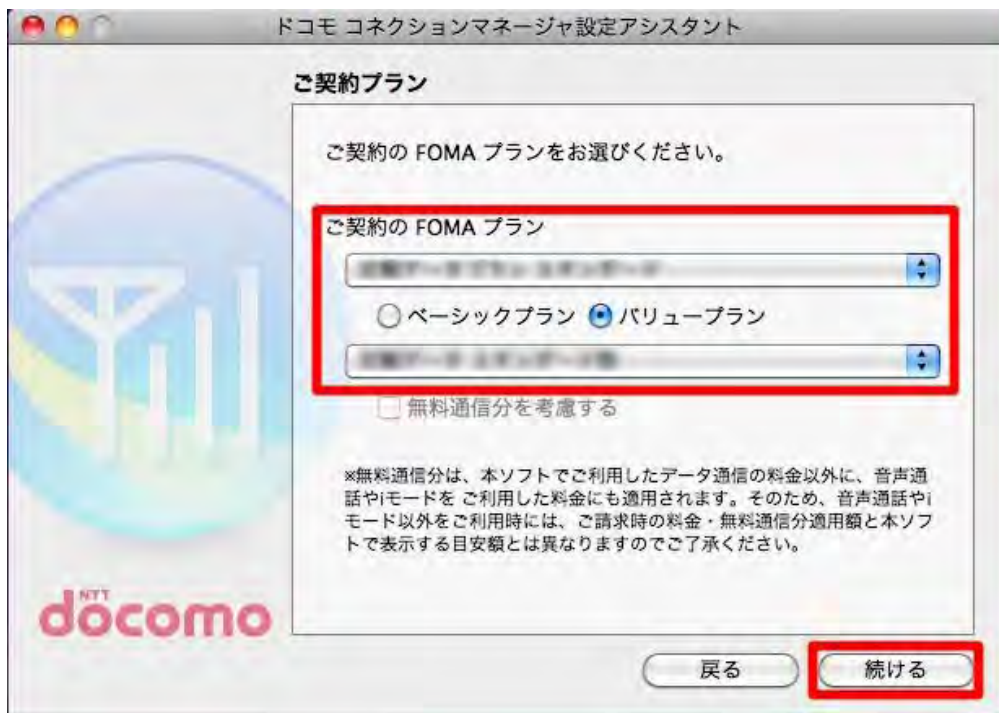 ドコモ コネクションマネージャ設定アシスタント
ご契約プラン
ご契約の FOMA プランをお選びください。
ご契約の FOMA プラン
ベーシックプラン バリュープラン
無料通信分を考慮する
※無料通信分は、本ソフトでご利用したデータ通信の料金以外に、音声通
話やiモードを ご利用した料金にも適用されます。そのため、音声通話やi
モード以外をご利用時には、ご請求時の料金・無料通信分適用額と本ソフ
トで表示する目安額とは異なりますのでご了承ください。
NTT
docomo
戻る 続ける